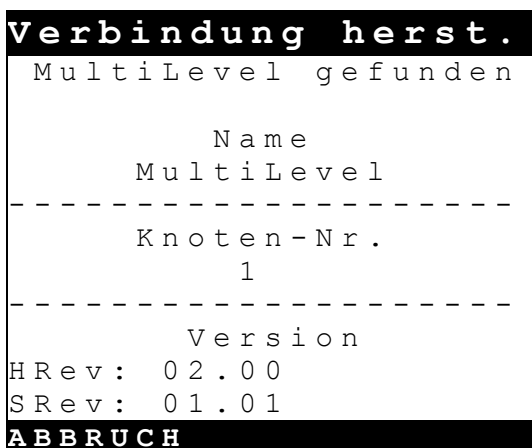 Verbindung herst.
MultiLevel gefunden
Name
MultiLevel
--------------------
Knoten-Nr.
1
--------------------
Version
HRev: 02.00
SRev: 01.01
ABBRUCH